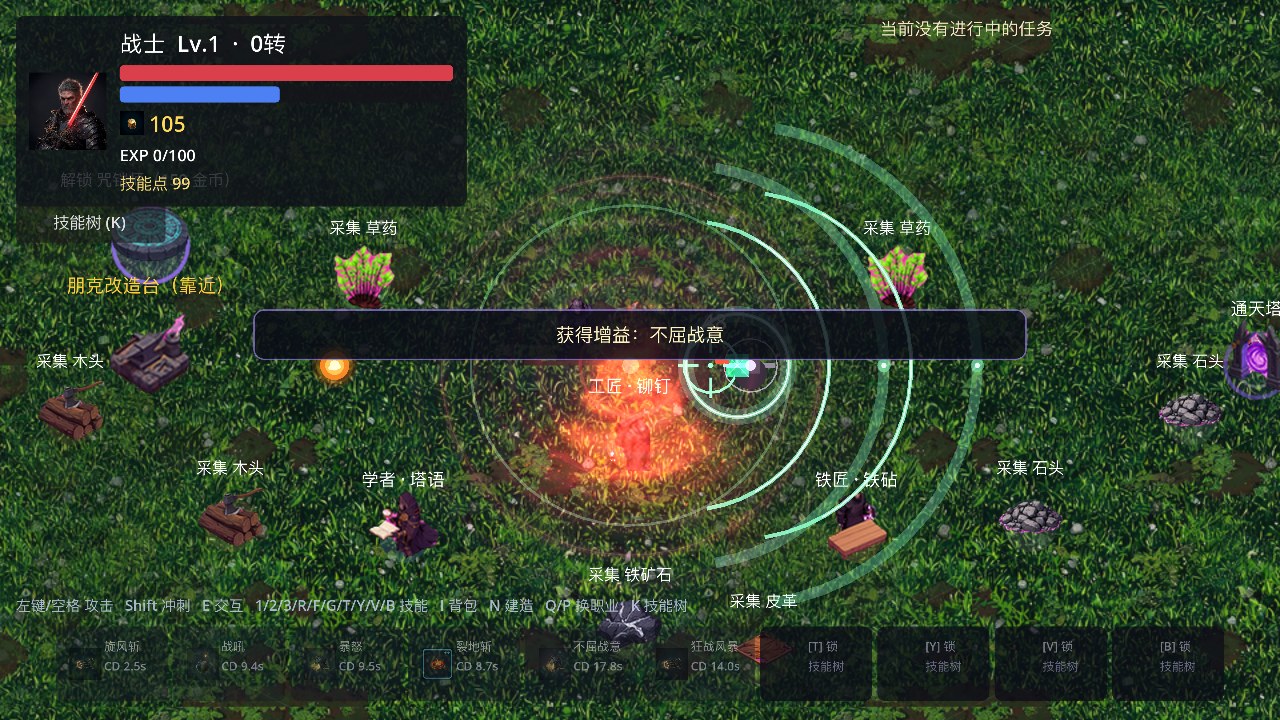 战士 Lv.1 · 0转
105
EXP 0/100
技能点 99
技能树 (K)
当前没有进行中的任务
采集 草药
采集 草药
朋克改造台（靠近）
通天塔
获得增益：不屈战意
采集 木头
采集 石头
工匠 · 铆钉
采集 木头
学者 · 塔语
铁匠 · 铁砧
采集 石头
采集 铁矿石
采集 皮革
左键/空格 攻击 Shift 冲刺 E 交互 1/2/3/R/F/G/T/Y/V/B 技能 I 背包 N 建造 O/P 换职业 K 技能树
旋风斩
CD 2.5s
战吼
CD 9.4s
暴怒
CD 9.5s
裂地斩
CD 8.7s
不屈战意
CD 17.8s
狂战风暴
CD 14.0s
[T] 锁
技能树
[Y] 锁
技能树
[V] 锁
技能树
[B] 锁
技能树